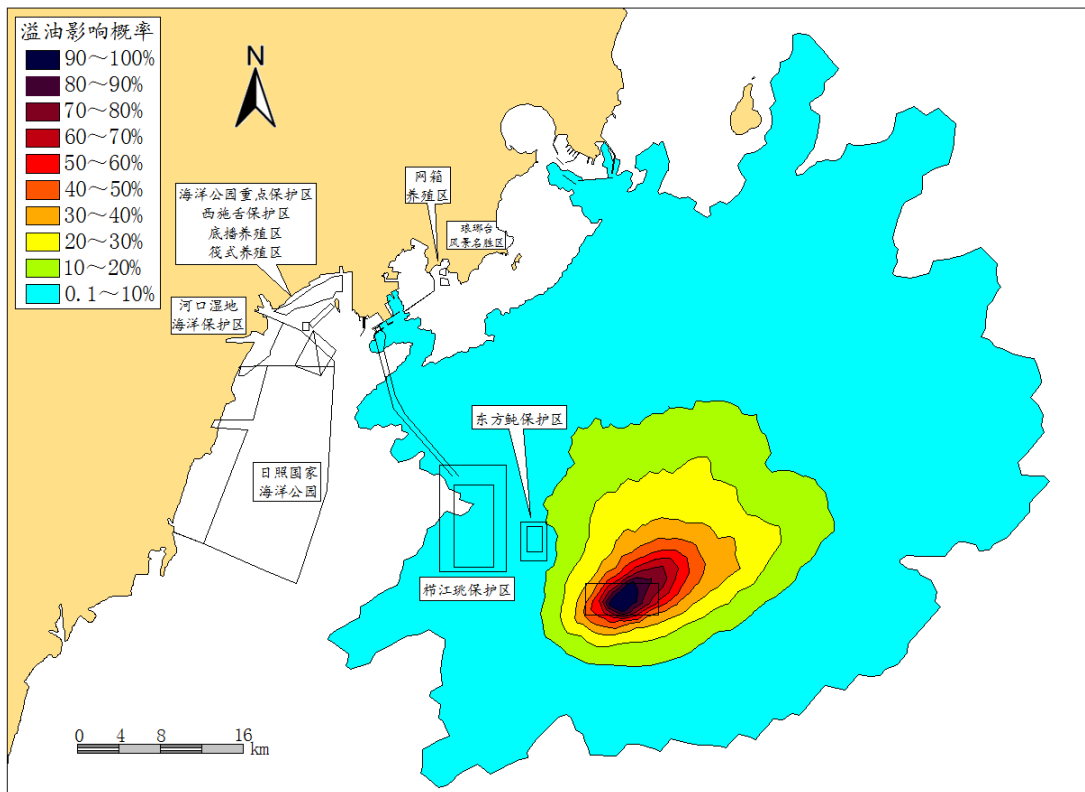 溢油影响概率
90～100%
80～90%
70～80%
60～70%
50～60%
40～50%
30～40%
20～30%
10～20%
0.1～10%
N
网箱
养殖区
海洋公园重点保护区
西施舌保护区
底播养殖区
筏式养殖区
琅琊台
风景名胜区
河口湿地
海洋保护区
东方鲀保护区
日照国家
海洋公园
栉江珧保护区
0 4 8 16
km